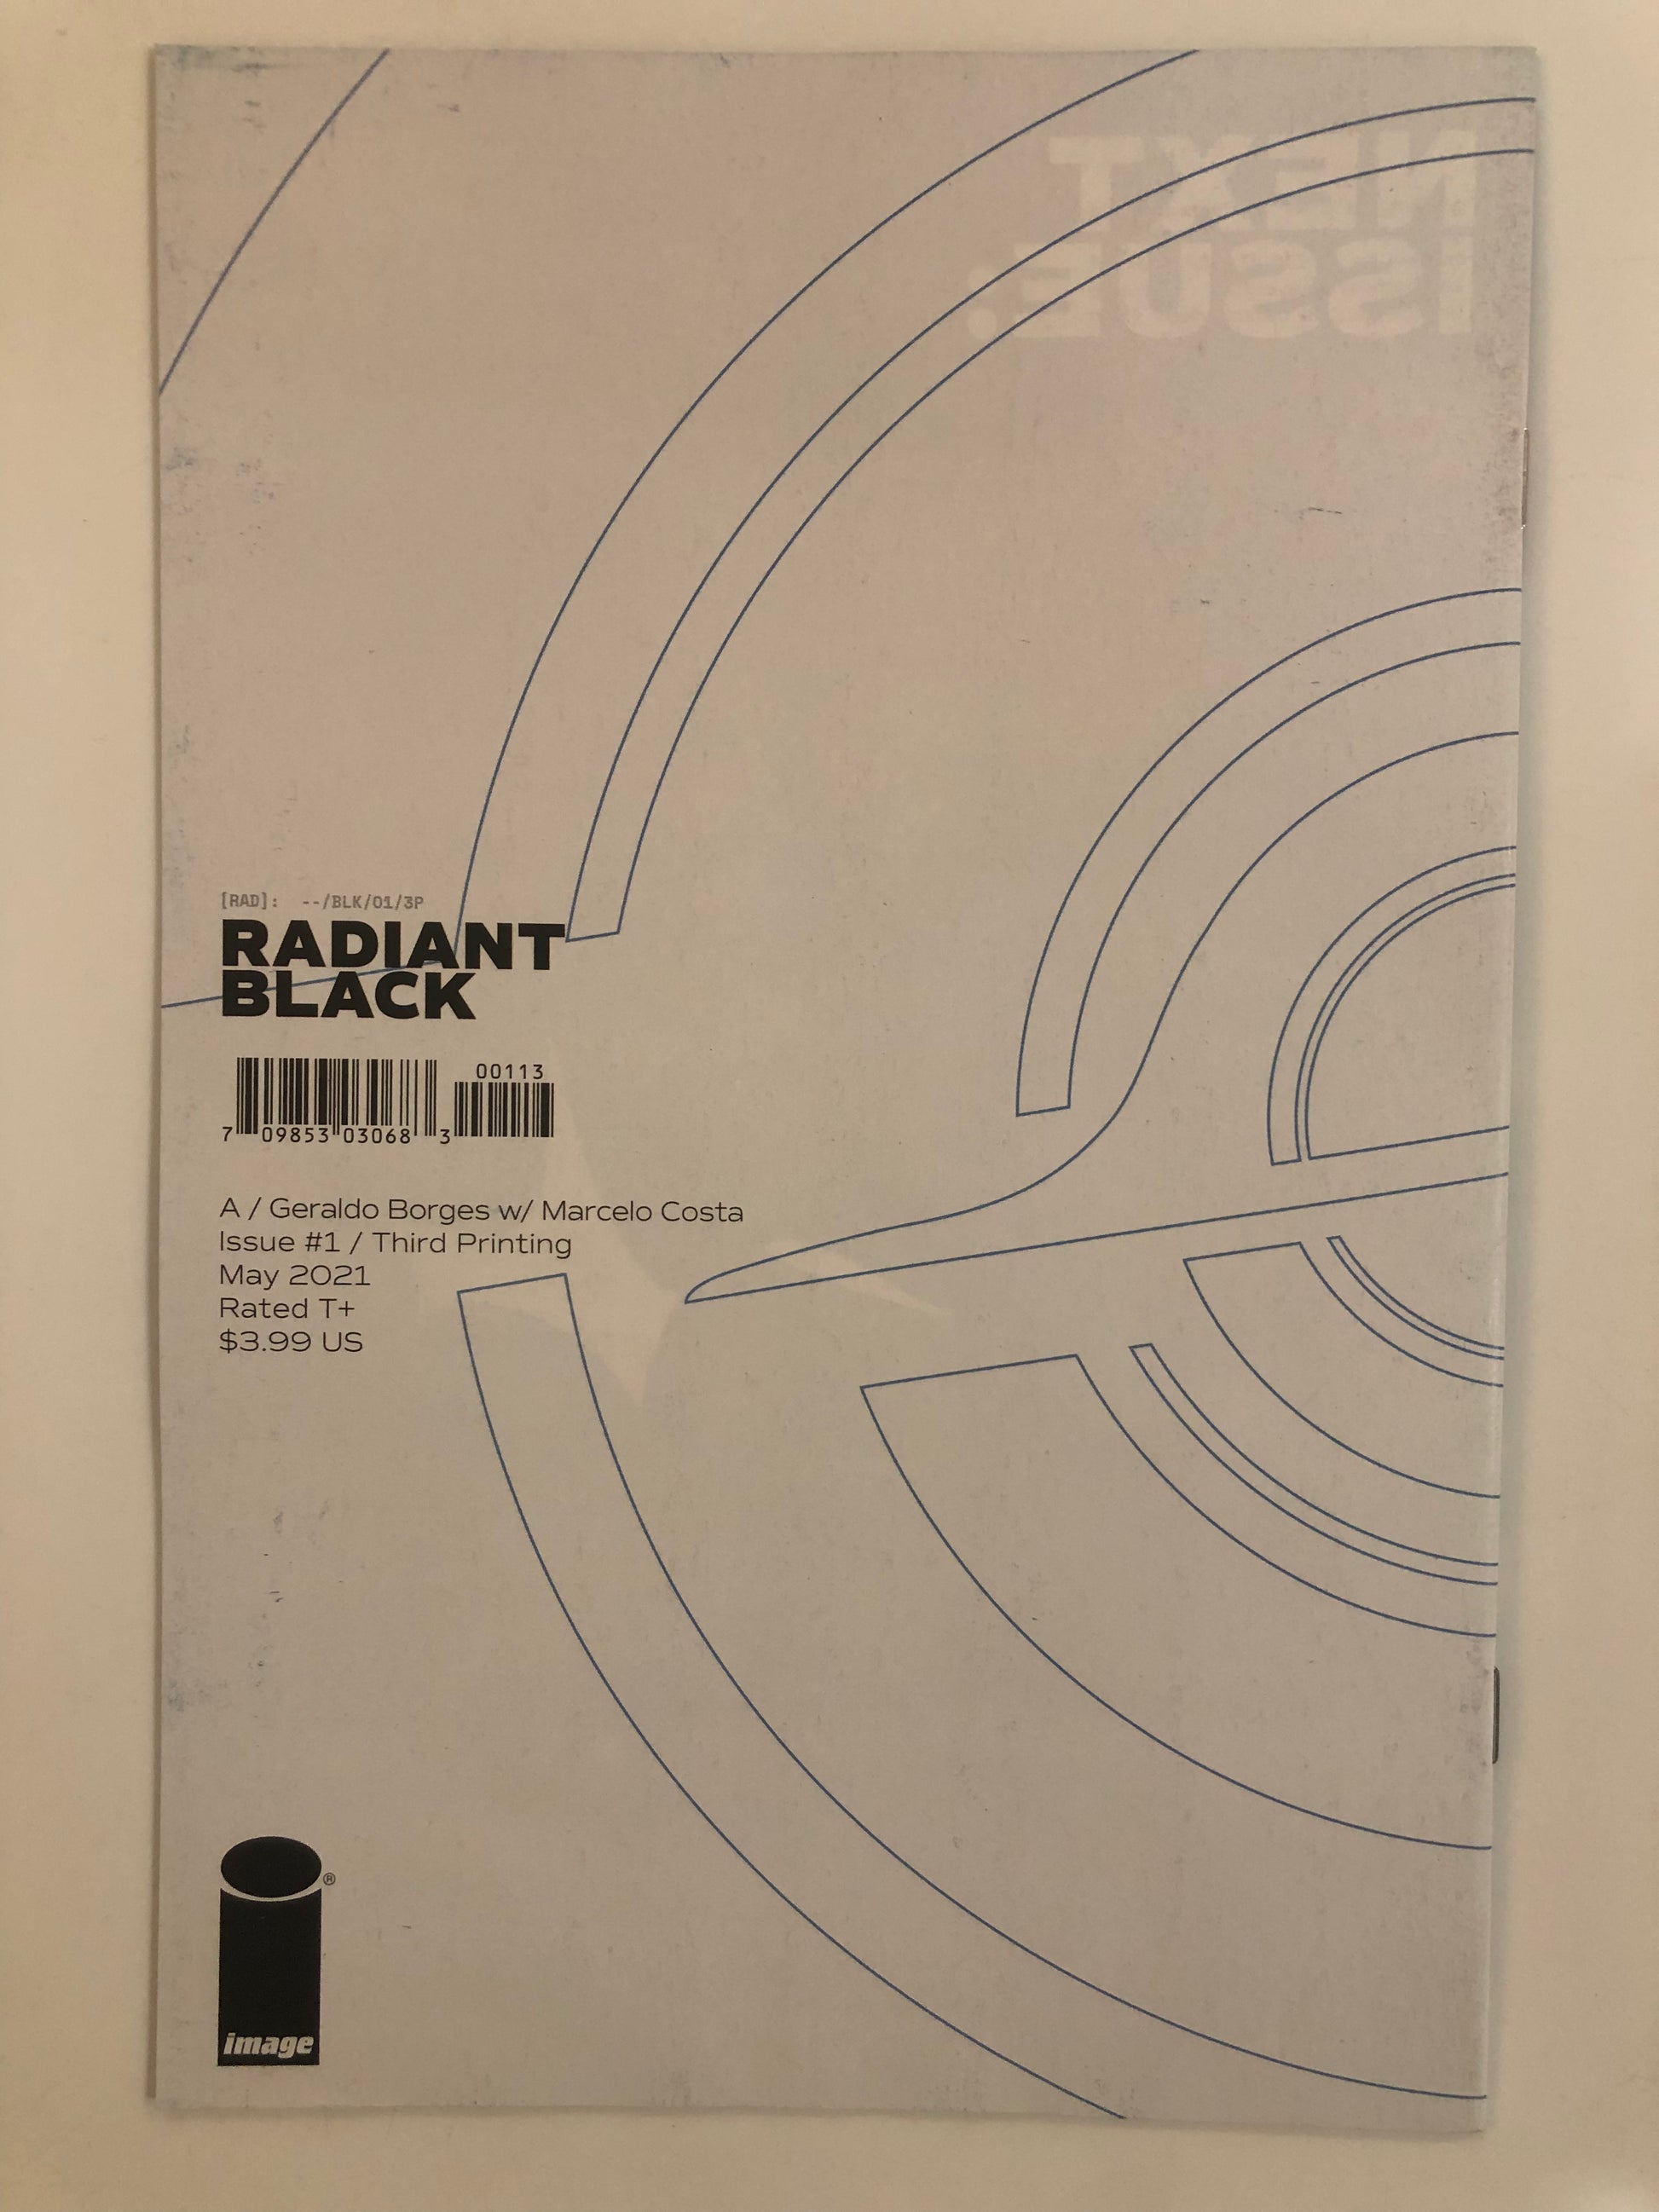 NEXT
ISSUE.
[RAD]: --/BLK/01/3P
RADIANT
BLACK
00113
7 09853 03068 3
A / Geraldo Borges w/ Marcelo Costa
Issue #1 / Third Printing
May 2021
Rated T+
$3.99 US
®
image